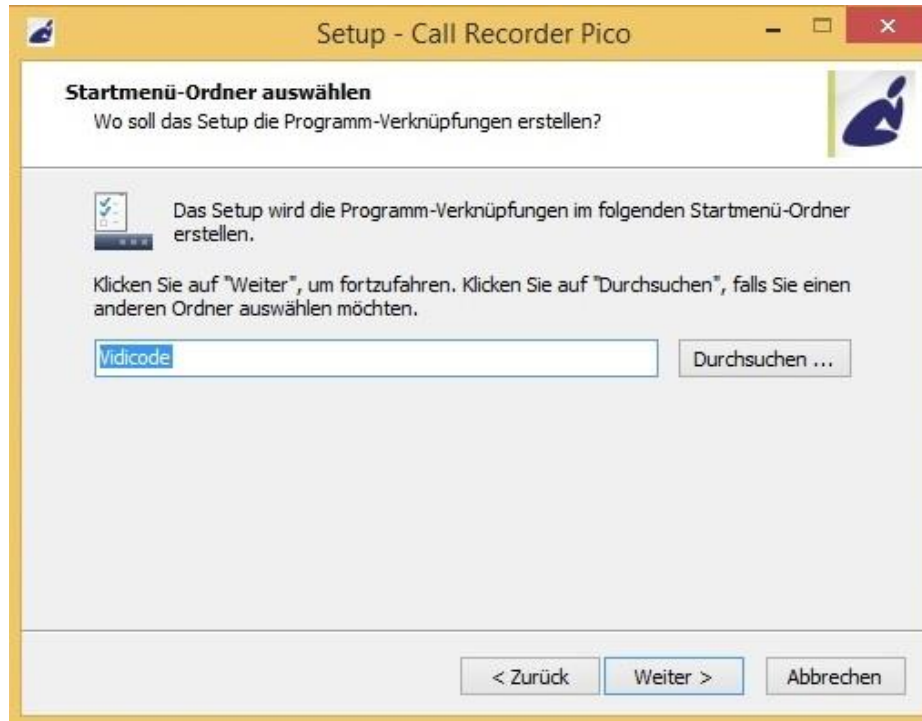 Setup - Call Recorder Pico
Startmenü-Ordner auswählen
Wo soll das Setup die Programm-Verknüpfungen erstellen?
Das Setup wird die Programm-Verknüpfungen im folgenden Startmenü-Ordner
erstellen.
Klicken Sie auf "Weiter", um fortzufahren. Klicken Sie auf "Durchsuchen", falls Sie einen
anderen Ordner auswählen möchten.
Vidicode
Durchsuchen ...
< Zurück
Weiter >
Abbrechen